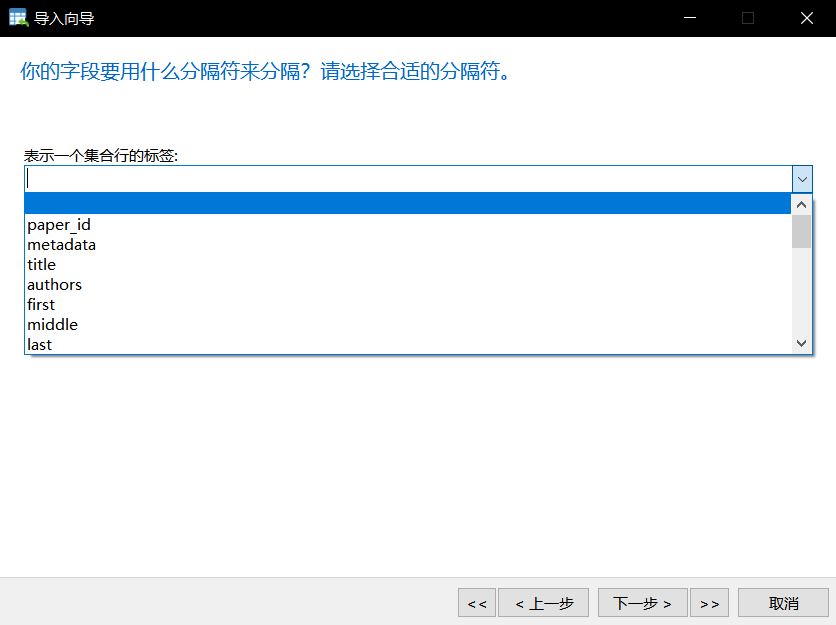 导入向导
你的字段要用什么分隔符来分隔？请选择合适的分隔符。
表示一个集合行的标签:
paper_id
metadata
title
authors
first
middle
last
<< < 上一步 下一步 > >> 取消